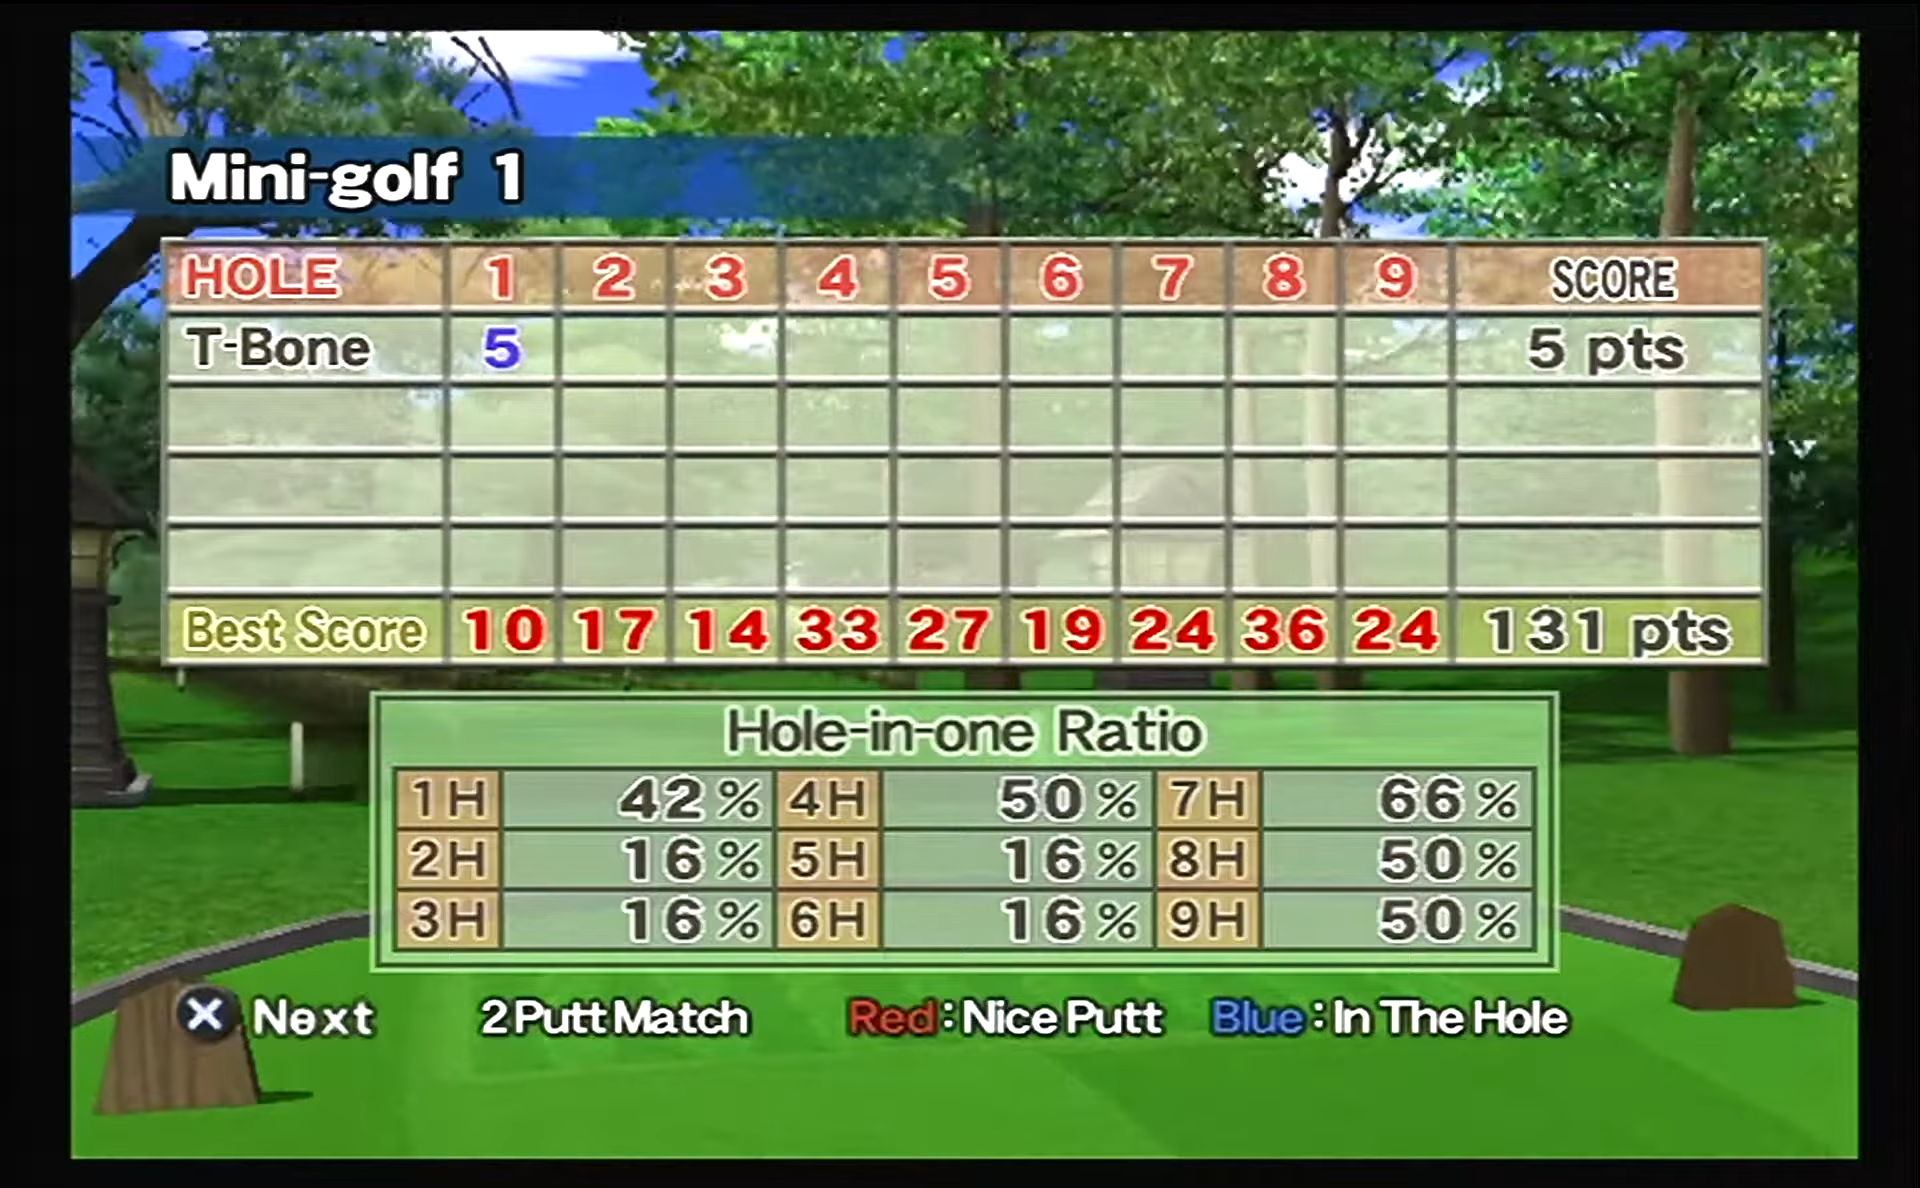 Mini-golf 1
HOLE 1 2 3 4 5 6 7 8 9 SCORE
T-Bone 5 5 pts
Best Score 10 17 14 33 27 19 24 36 24 131 pts
Hole-in-one Ratio
1H 42% 4H 50% 7H 66%
2H 16% 5H 16% 8H 50%
3H 16% 6H 16% 9H 50%
Next 2 Putt Match Red: Nice Putt Blue: In The Hole